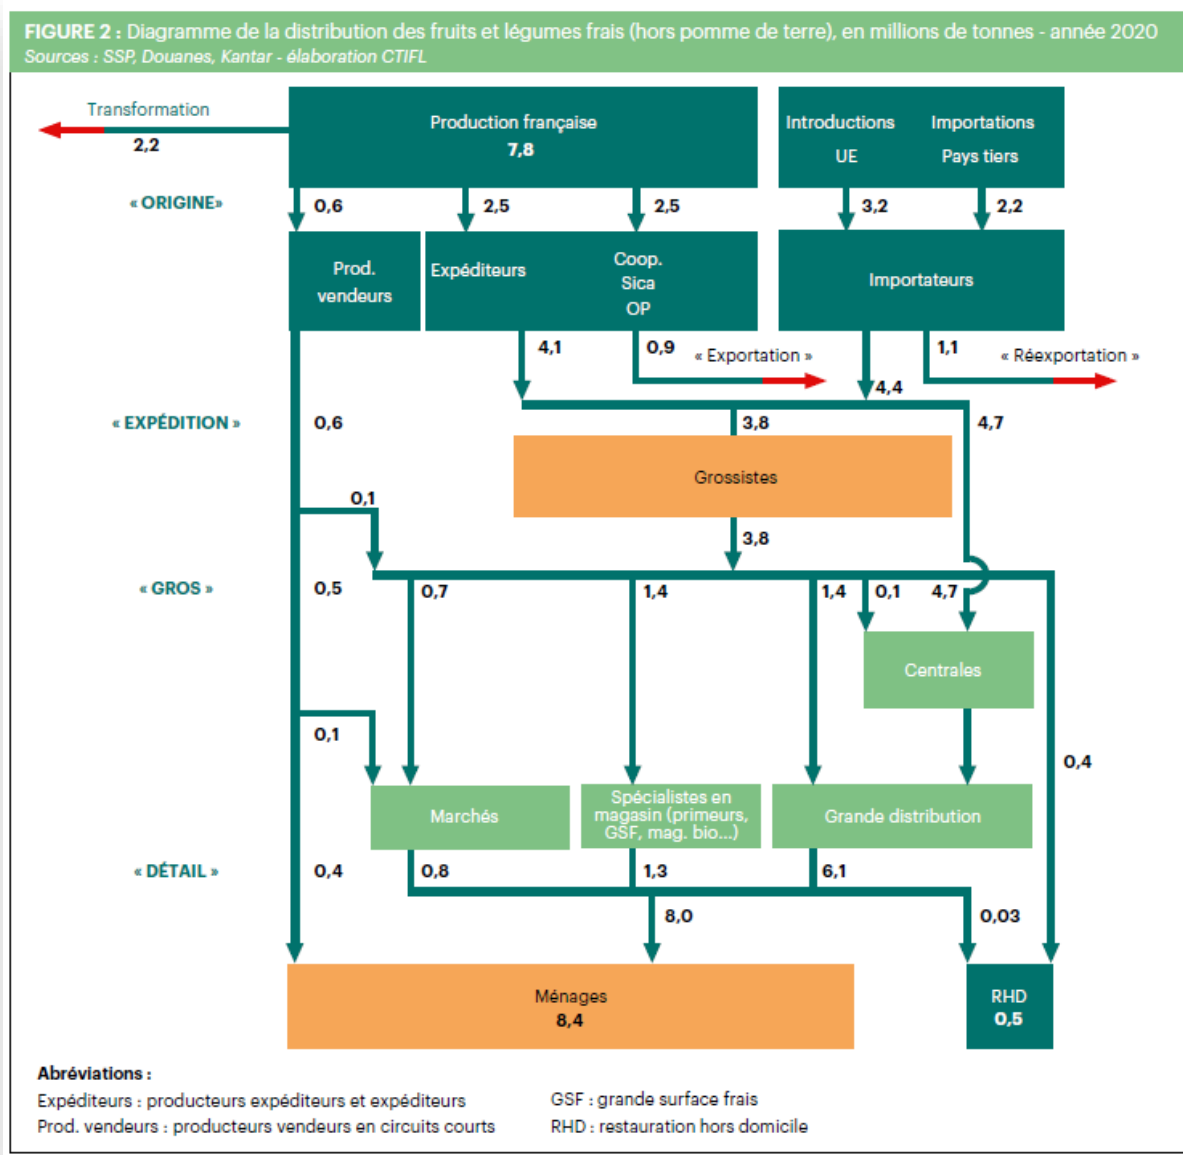 FIGURE 2 : Diagramme de la distribution des fruits et légumes frais (hors pomme de terre), en millions de tonnes - année 2020
Sources : SSP, Douanes, Kantar - élaboration CTIFL
Transformation
2,2
Production française
7,8
Introductions
UE
Importations
Pays tiers
« ORIGINE»
0,6
2,5
2,5
3,2
2,2
Prod.
vendeurs
Expéditeurs
Coop.
Sica
OP
Importateurs
4,1
0,9
« Exportation »
1,1
« Réexportation »
4,4
« EXPÉDITION »
0,6
3,8
4,7
Grossistes
0,1
3,8
« GROS »
0,5
0,7
1,4
1,4
0,1
4,7
Centrales
0,1
0,4
Marchés
Spécialistes en
magasin (primeurs,
GSF, mag. bio...)
Grande distribution
« DÉTAIL »
0,4
0,8
1,3
6,1
8,0
0,03
Ménages
8,4
RHD
0,5
Abréviations :
Expéditeurs : producteurs expéditeurs et expéditeurs
Prod. vendeurs : producteurs vendeurs en circuits courts
GSF : grande surface frais
RHD : restauration hors domicile